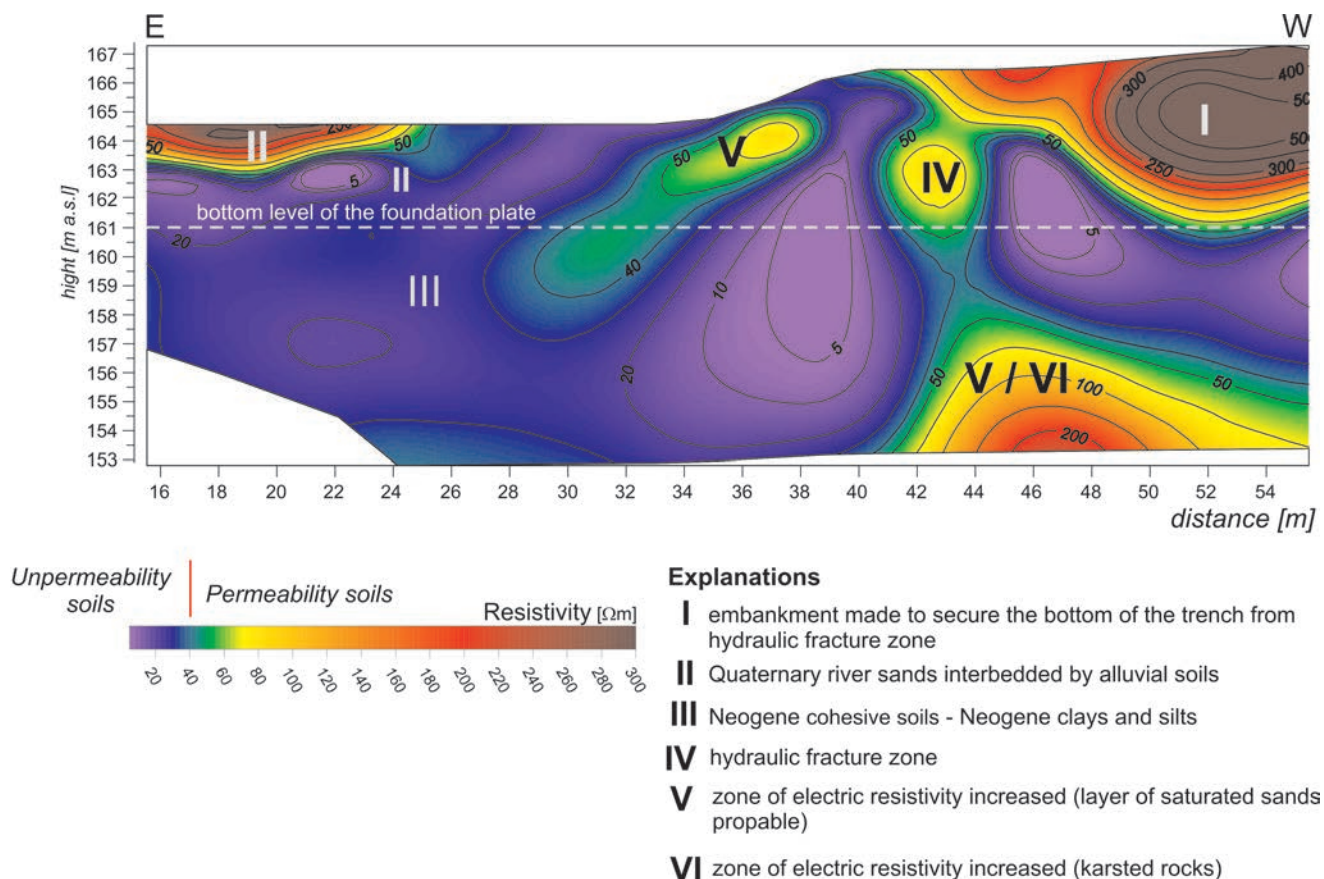 E W
167
166
165
164
163
162
161
160
159
158
157
156
155
154
153
hight [m a.s.l]
300
400
500
500
300
250
I
50
II
200
50
50
V
50
IV
5
II
bottom level of the foundation plate
20
40
5
III
10
5
20
50
V / VI
100
50
200
16 18 20 22 24 26 28 30 32 34 36 38 40 42 44 46 48 50 52 54
distance [m]
Unpermeability
soils
Permeability soils
Resistivity [Ωm]
20 40 60 80 100 120 140 160 180 200 220 240 260 280 300
Explanations
I embankment made to secure the bottom of the trench from
hydraulic fracture zone
II Quaternary river sands interbedded by alluvial soils
III Neogene cohesive soils - Neogene clays and silts
IV hydraulic fracture zone
V zone of electric resistivity increased (layer of saturated sands
propable)
VI zone of electric resistivity increased (karsted rocks)